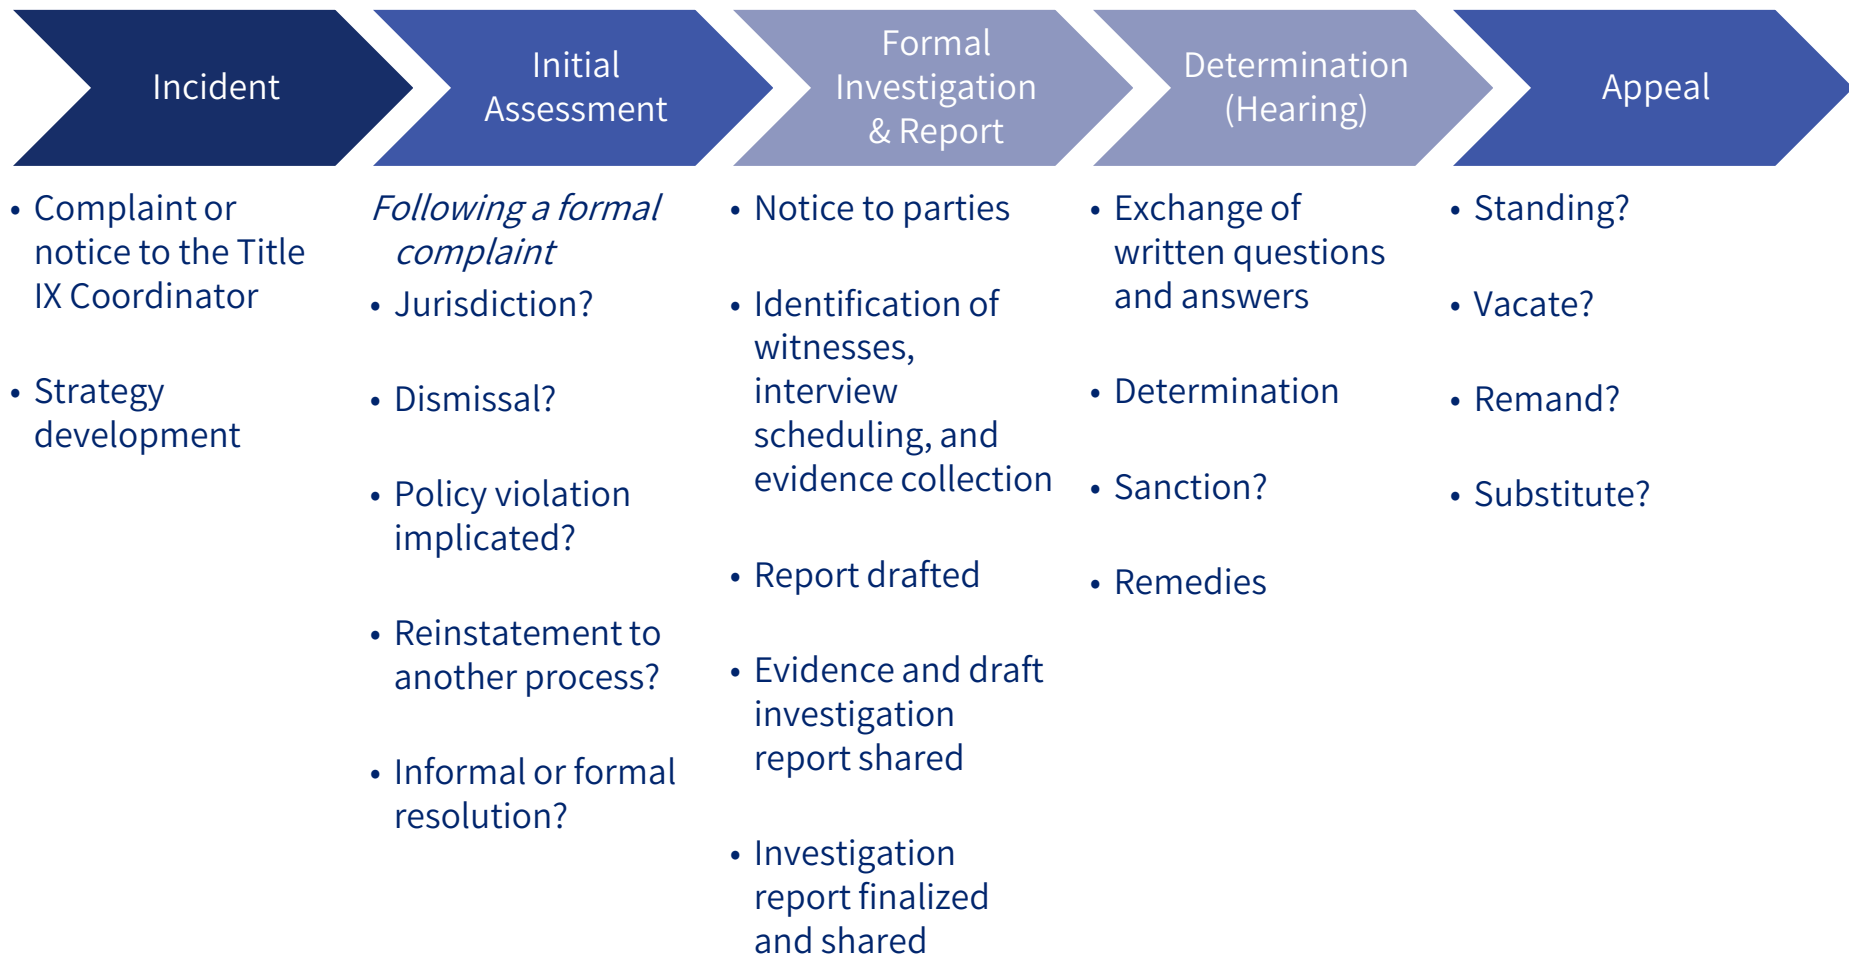 Incident
Initial
Assessment
Formal
Investigation
& Report
Determination
(Hearing)
Appeal
• Complaint or
notice to the Title
IX Coordinator
• Strategy
development
Following a formal
complaint
• Jurisdiction?
• Dismissal?
• Policy violation
implicated?
• Reinstatement to
another process?
• Informal or formal
resolution?
• Notice to parties
• Identification of
witnesses,
interview
scheduling, and
evidence collection
• Report drafted
• Evidence and draft
investigation
report shared
• Investigation
report finalized
and shared
• Exchange of
written questions
and answers
• Determination
• Sanction?
• Remedies
• Standing?
• Vacate?
• Remand?
• Substitute?